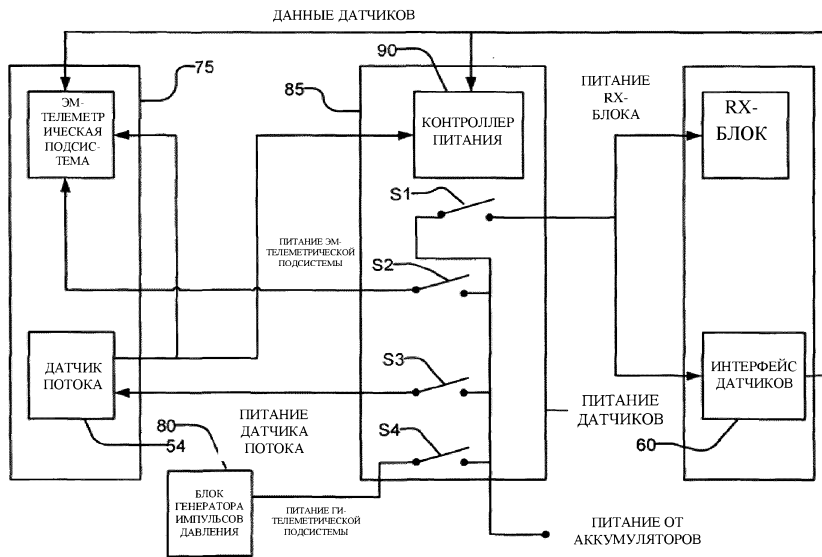 ДАННЫЕ ДАТЧИКОВ
75
ЭМ-
ТЕЛЕМЕТ-
РИЧЕСКАЯ
ПОДСИС-
ТЕМА
85
90
КОНТРОЛЛЕР
ПИТАНИЯ
ПИТАНИЕ
RX-
БЛОКА
RX-
БЛОК
S1
ПИТАНИЕ ЭМ-
ТЕЛЕМЕТРИЧЕСКОЙ
ПОДСИСТЕМЫ
S2
ДАТЧИК
ПОТОКА
54
S3
ПИТАНИЕ
ДАТЧИКА
ПОТОКА
ПИТАНИЕ
ДАТЧИКОВ
ИНТЕРФЕЙС
ДАТЧИКОВ
60
80
S4
БЛОК
ГЕНЕРАТОРА
ИМПУЛЬСОВ
ДАВЛЕНИЯ
ПИТАНИЕ ГИ-
ТЕЛЕМЕТРИЧЕСКОЙ
ПОДСИСТЕМЫ
ПИТАНИЕ ОТ
АККУМУЛЯТОРОВ